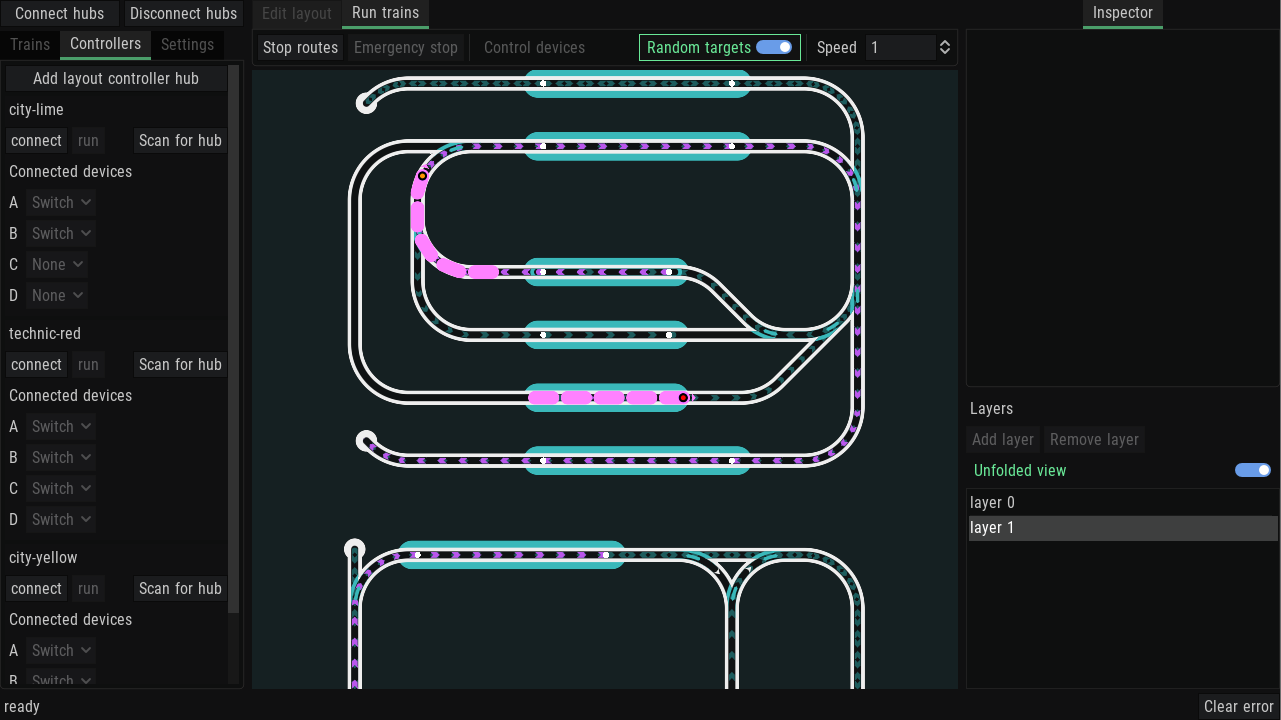 Connect hubs
Disconnect hubs
Edit layout
Run trains
Inspector
Trains
Controllers
Settings
Stop routes
Emergency stop
Control devices
Random targets
Speed
1
Add layout controller hub
city-lime
connect
run
Scan for hub
Connected devices
A Switch
B Switch
C None
D None
technic-red
connect
run
Scan for hub
Connected devices
A Switch
B Switch
C Switch
D Switch
city-yellow
connect
run
Scan for hub
Connected devices
A Switch
B Switch
Layers
Add layer
Remove layer
Unfolded view
layer 0
layer 1
ready
Clear error